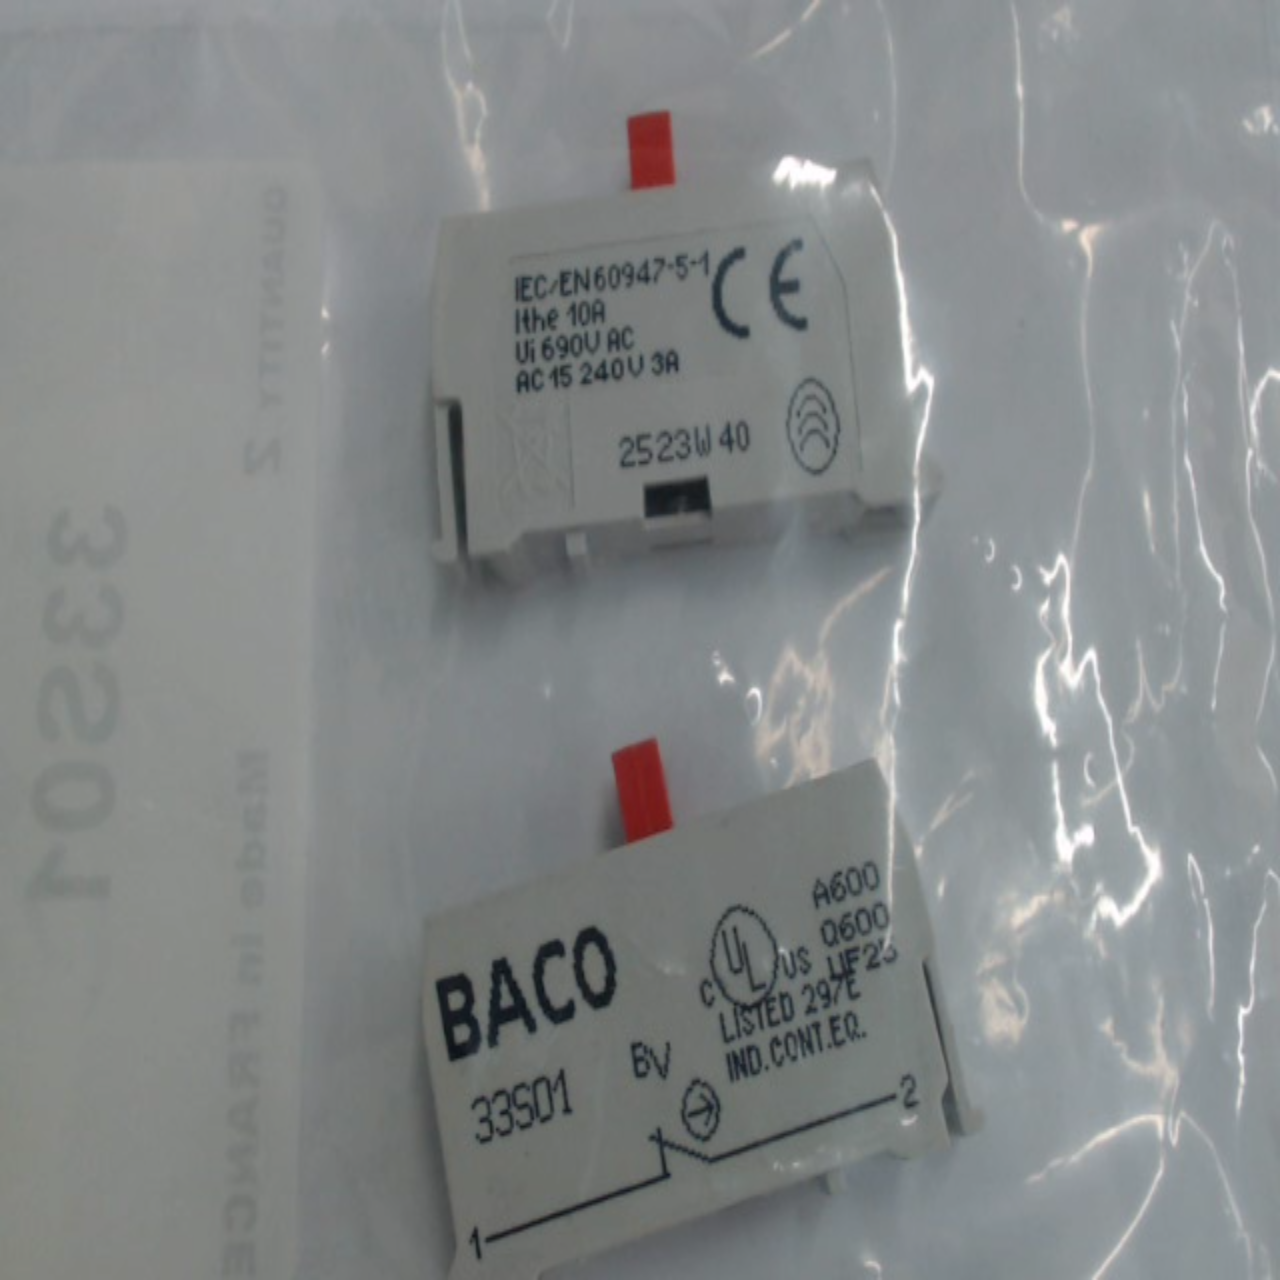 QUANTITY 2
33S01
Made in FRANCE
IEC/EN60947-5-1
Ithe 10A
Ui 690V AC
AC 15 240V 3A
CE
2523W 40
BACO
33S01
BV
C UL US
A600
Q600
LISTED 297E
IND.CONT.EQ.
1
2